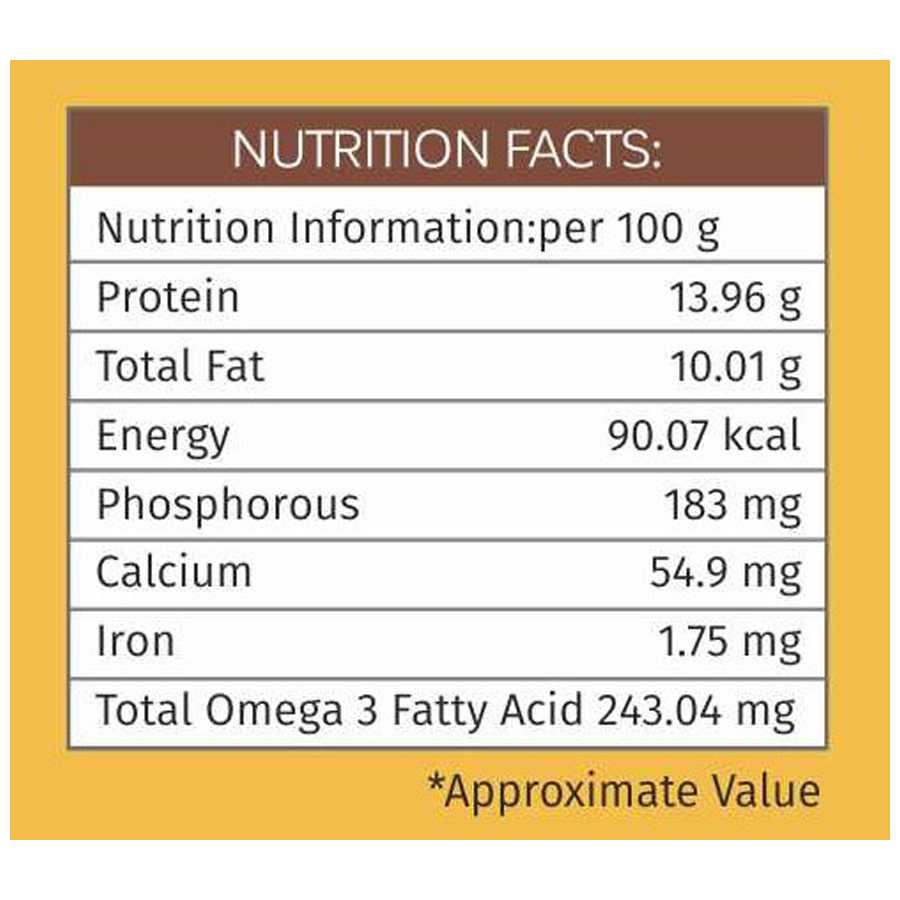 NUTRITION FACTS:
Nutrition Information:per 100 g
Protein 13.96 g
Total Fat 10.01 g
Energy 90.07 kcal
Phosphorous 183 mg
Calcium 54.9 mg
Iron 1.75 mg
Total Omega 3 Fatty Acid 243.04 mg
*Approximate Value